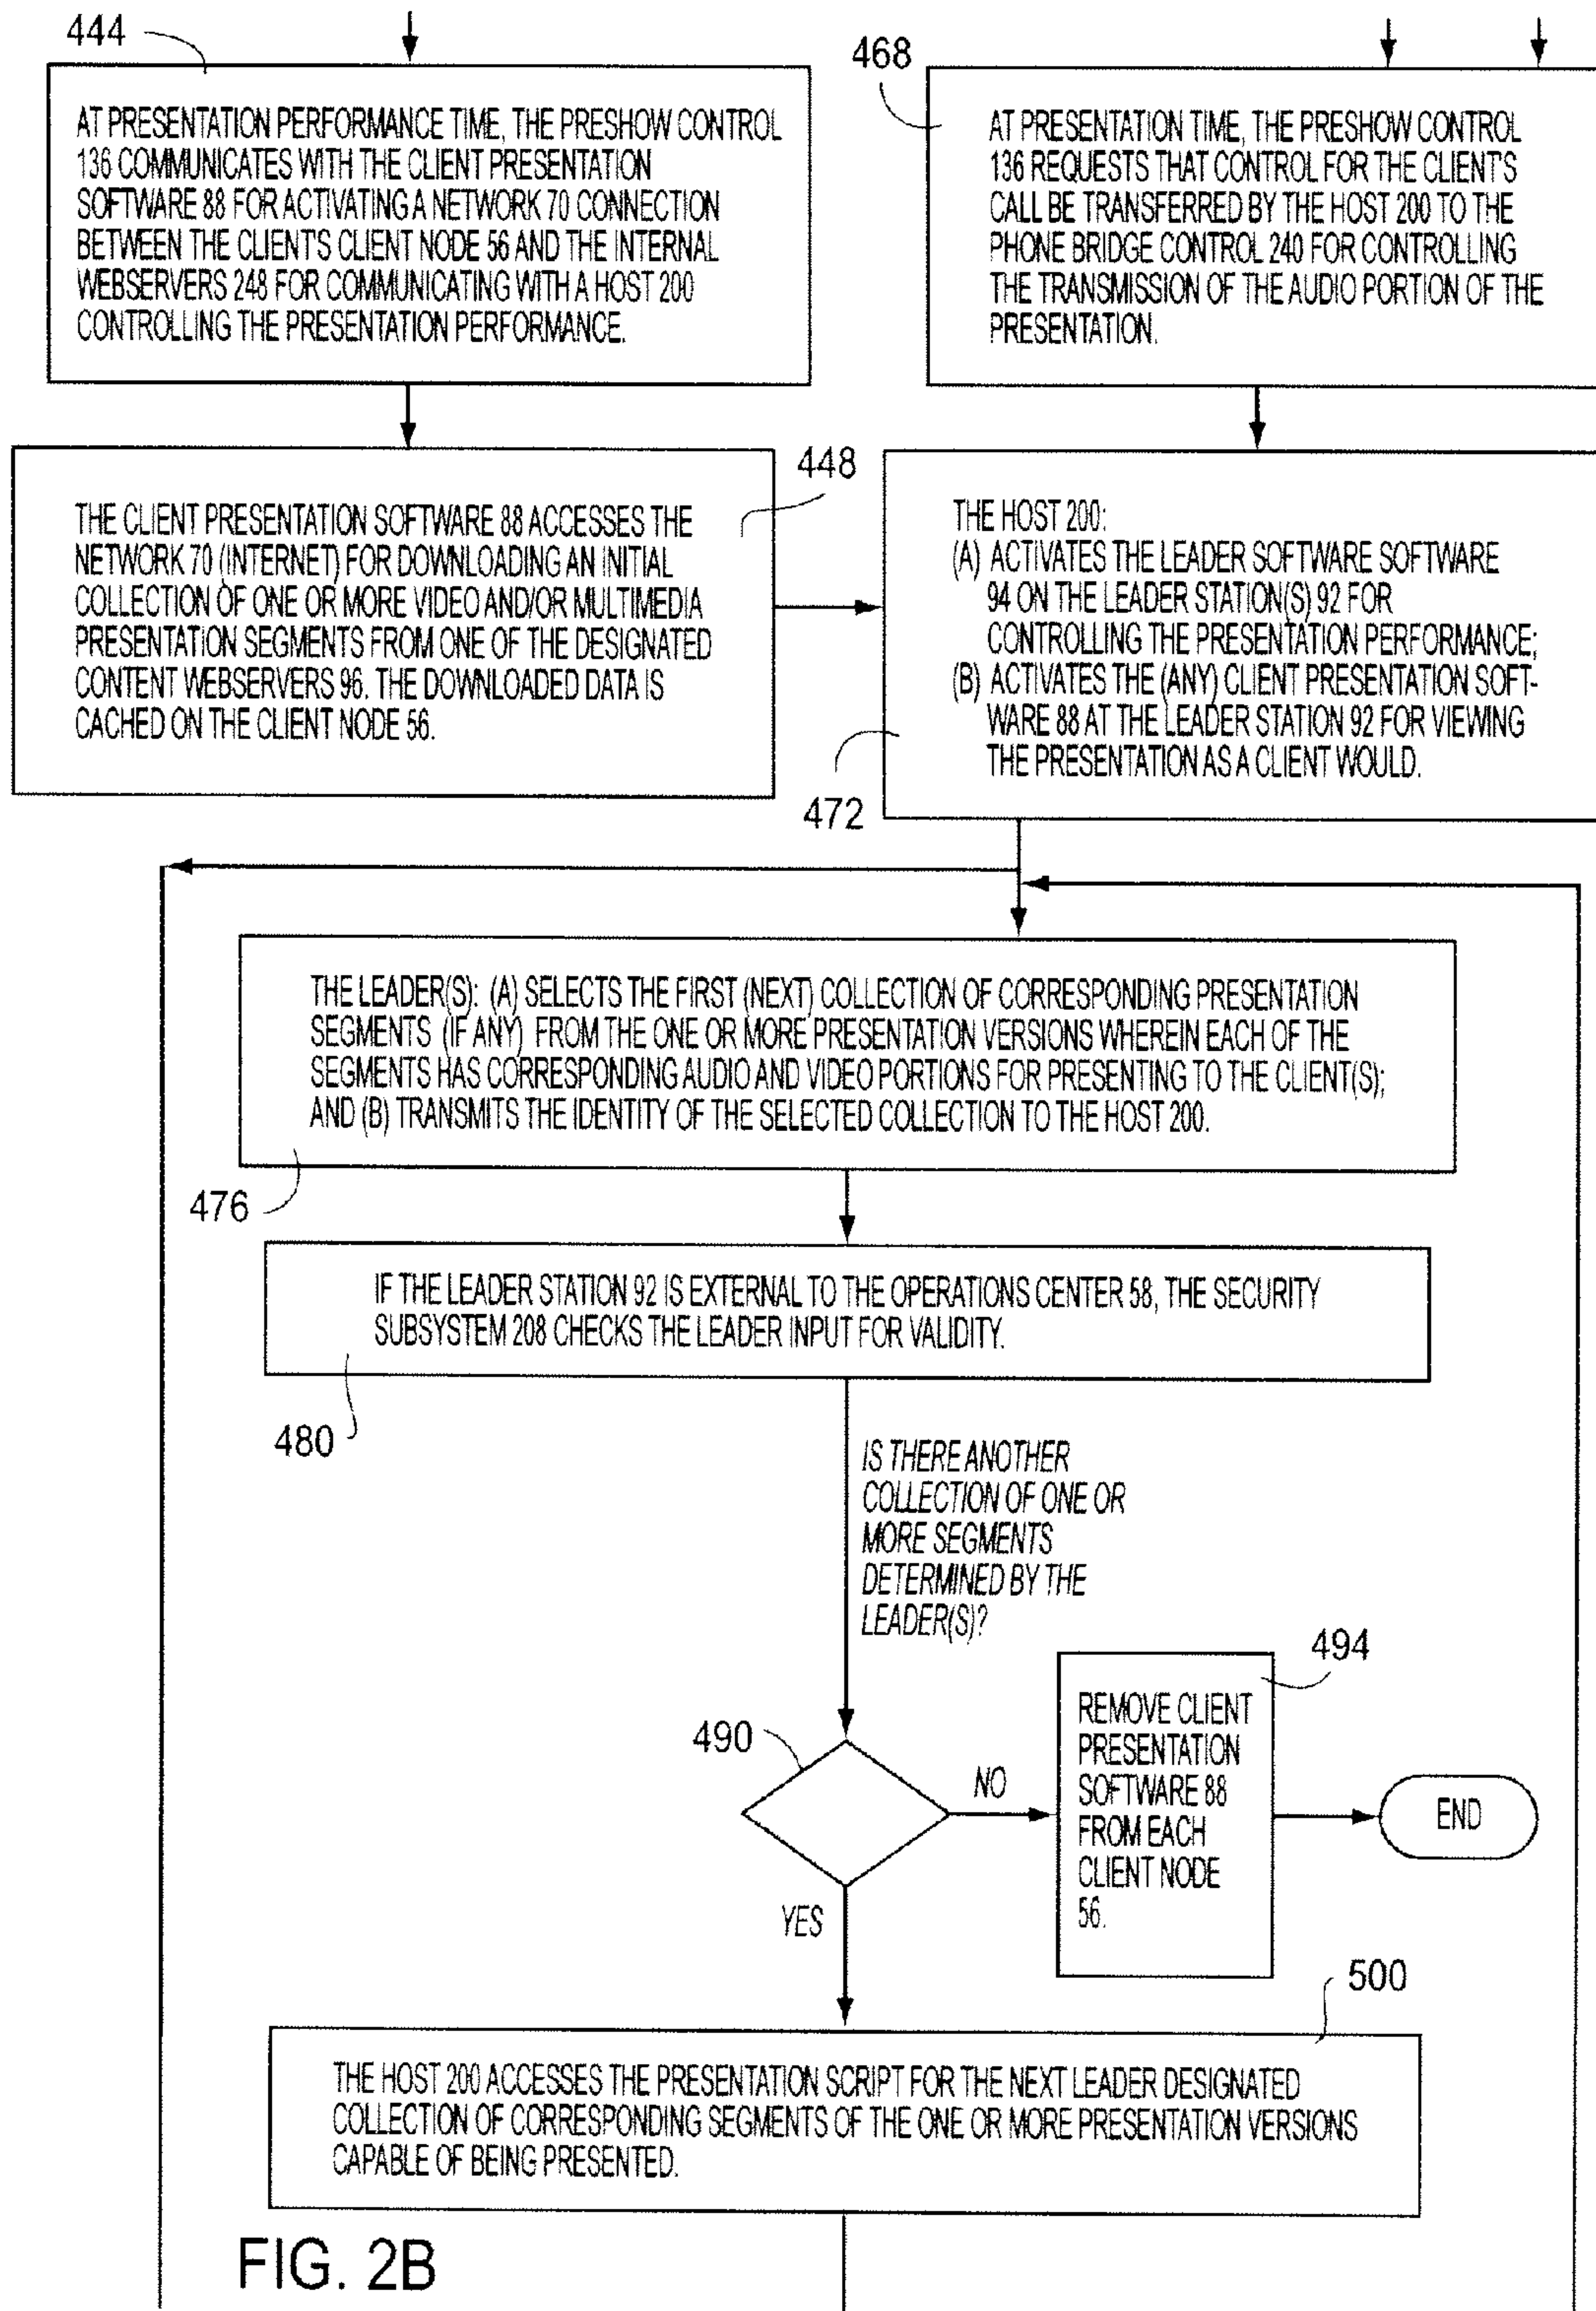 444
AT PRESENTATION PERFORMANCE TIME, THE PRESHOW CONTROL
136 COMMUNICATES WITH THE CLIENT PRESENTATION
SOFTWARE 88 FOR ACTIVATING A NETWORK 70 CONNECTION
BETWEEN THE CLIENT'S CLIENT NODE 56 AND THE INTERNAL
WEBSERVERS 248 FOR COMMUNICATING WITH A HOST 200
CONTROLLING THE PRESENTATION PERFORMANCE.
468
AT PRESENTATION TIME, THE PRESHOW CONTROL
136 REQUESTS THAT CONTROL FOR THE CLIENT'S
CALL BE TRANSFERRED BY THE HOST 200 TO THE
PHONE BRIDGE CONTROL 240 FOR CONTROLLING
THE TRANSMISSION OF THE AUDIO PORTION OF THE
PRESENTATION.
448
THE CLIENT PRESENTATION SOFTWARE 88 ACCESSES THE
NETWORK 70 (INTERNET) FOR DOWNLOADING AN INITIAL
COLLECTION OF ONE OR MORE VIDEO AND/OR MULTIMEDIA
PRESENTATION SEGMENTS FROM ONE OF THE DESIGNATED
CONTENT WEBSERVERS 96. THE DOWNLOADED DATA IS
CACHED ON THE CLIENT NODE 56.
THE HOST 200:
(A) ACTIVATES THE LEADER SOFTWARE SOFTWARE
94 ON THE LEADER STATION(S) 92 FOR
CONTROLLING THE PRESENTATION PERFORMANCE;
(B) ACTIVATES THE (ANY) CLIENT PRESENTATION SOFT-
WARE 88 AT THE LEADER STATION 92 FOR VIEWING
THE PRESENTATION AS A CLIENT WOULD.
472
THE LEADER(S): (A) SELECTS THE FIRST (NEXT) COLLECTION OF CORRESPONDING PRESENTATION
SEGMENTS (IF ANY) FROM THE ONE OR MORE PRESENTATION VERSIONS WHEREIN EACH OF THE
SEGMENTS HAS CORRESPONDING AUDIO AND VIDEO PORTIONS FOR PRESENTING TO THE CLIENT(S);
AND (B) TRANSMITS THE IDENTITY OF THE SELECTED COLLECTION TO THE HOST 200.
476
IF THE LEADER STATION 92 IS EXTERNAL TO THE OPERATIONS CENTER 58, THE SECURITY
SUBSYSTEM 208 CHECKS THE LEADER INPUT FOR VALIDITY.
480
IS THERE ANOTHER
COLLECTION OF ONE OR
MORE SEGMENTS
DETERMINED BY THE
LEADER(S)?
490
NO
YES
494
REMOVE CLIENT
PRESENTATION
SOFTWARE 88
FROM EACH
CLIENT NODE
56.
END
500
THE HOST 200 ACCESSES THE PRESENTATION SCRIPT FOR THE NEXT LEADER DESIGNATED
COLLECTION OF CORRESPONDING SEGMENTS OF THE ONE OR MORE PRESENTATION VERSIONS
CAPABLE OF BEING PRESENTED.
FIG. 2B